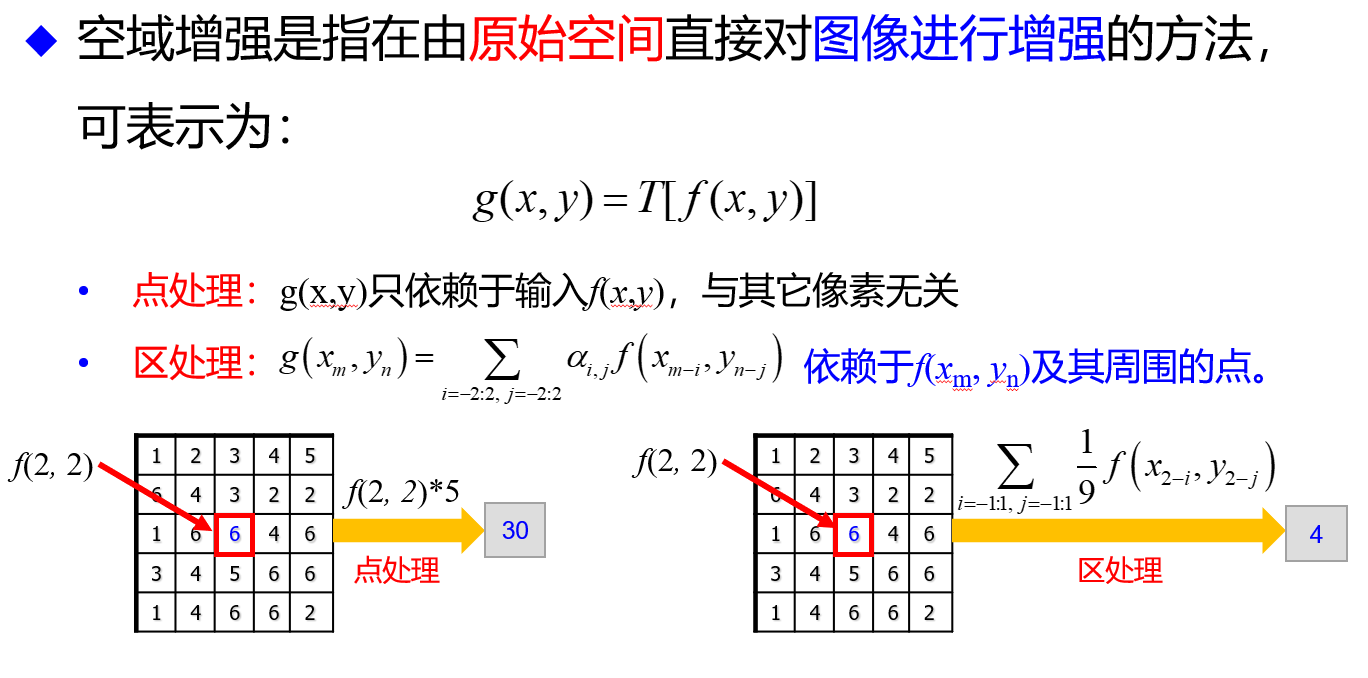 空域增强是指在由原始空间直接对图像进行增强的方法，
可表示为：
g(x, y) = T[f(x, y)]
• 点处理：g(x,y)只依赖于输入f(x,y)，与其它像素无关
• 区处理：g(x_m, y_n) = ∑_{i=-2:2, j=-2:2} α_{i,j} f(x_{m-i}, y_{n-j}) 依赖于f(x_m, y_n)及其周围的点。
f(2, 2)
1 2 3 4 5
6 4 3 2 2
1 6 6 4 6
3 4 5 6 6
1 4 6 6 2
f(2, 2)*5
点处理
30
f(2, 2)
1 2 3 4 5
6 4 3 2 2
1 6 6 4 6
3 4 5 6 6
1 4 6 6 2
∑_{i=-1:1, j=-1:1} 1/9 f(x_{2-i}, y_{2-j})
区处理
4